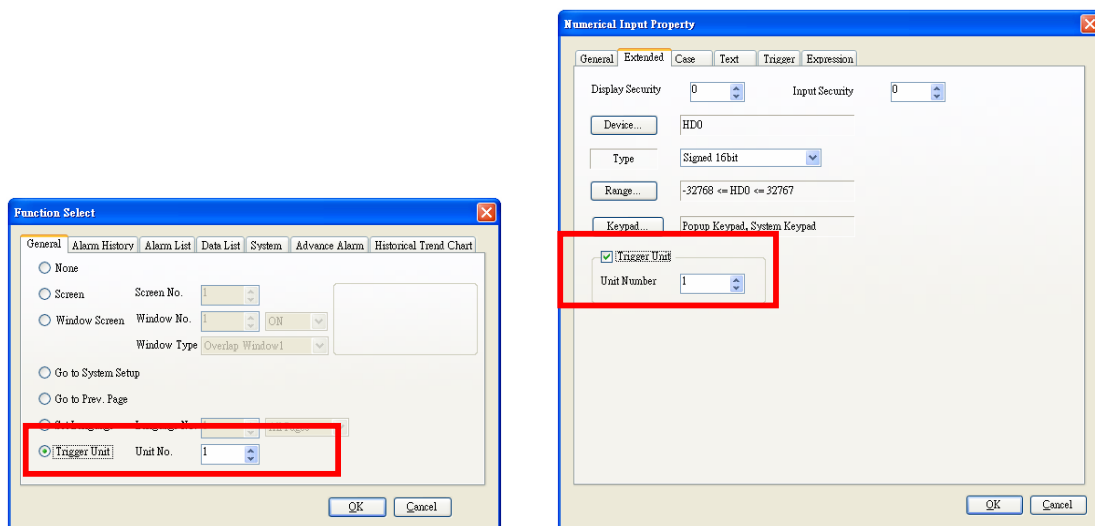 Function Select
General Alarm History Alarm List Data List System Advance Alarm Historical Trend Chart
None
Screen Screen No. 1
Window Screen Window No. 1 ON
Window Type Overlap Window1
Go to System Setup
Go to Prev. Page
Trigger Unit Unit No. 1
OK Cancel
Numerical Input Property
General Extended Case Text Trigger Expression
Display Security 0 Input Security 0
Device... HD0
Type Signed 16bit
Range... -32768 <= HD0 <= 32767
Keypad... Popup Keypad, System Keypad
Trigger Unit
Unit Number 1
OK Cancel